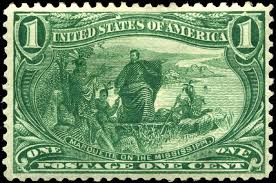 1 UNITED STATES OF AMERICA 1
MARQUETTE ON THE MISSISSIPPI
ONE ONE
POSTAGE ONE CENT